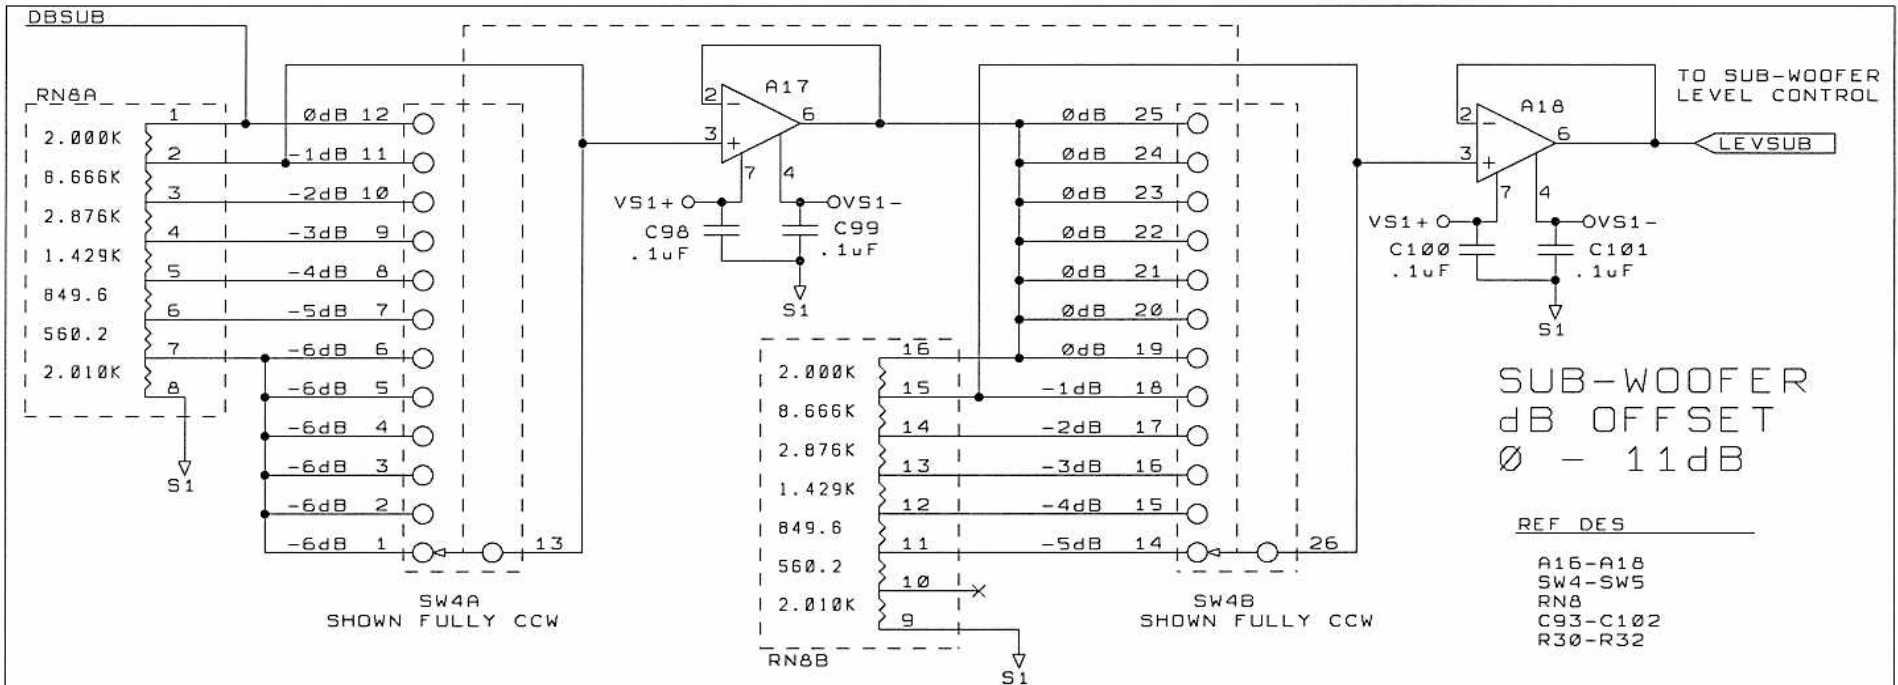 DBSUB
RN8A
1
2.000K
2
8.666K
3
2.876K
4
1.429K
5
849.6
6
560.2
7
2.010K
8
S1
0dB 12
-1dB 11
-2dB 10
-3dB 9
-4dB 8
-5dB 7
-6dB 6
-6dB 5
-6dB 4
-6dB 3
-6dB 2
-6dB 1
13
SW4A
SHOWN FULLY CCW
A17
2
-
3
+
6
7
4
VS1+
VS1-
C98
.1uF
C99
.1uF
S1
0dB 25
0dB 24
0dB 23
0dB 22
0dB 21
0dB 20
0dB 19
-1dB 18
-2dB 17
-3dB 16
-4dB 15
-5dB 14
26
SW4B
SHOWN FULLY CCW
16
2.000K
15
8.666K
14
2.876K
13
1.429K
12
849.6
11
560.2
10
2.010K
9
RN8B
S1
A18
2
-
3
+
6
7
4
VS1+
VS1-
C100
.1uF
C101
.1uF
S1
TO SUB-WOOFER
LEVEL CONTROL
LEVSUB
SUB-WOOFER
dB OFFSET
0 - 11dB
REF DES
A16-A18
SW4-SW5
RN8
C93-C102
R30-R32